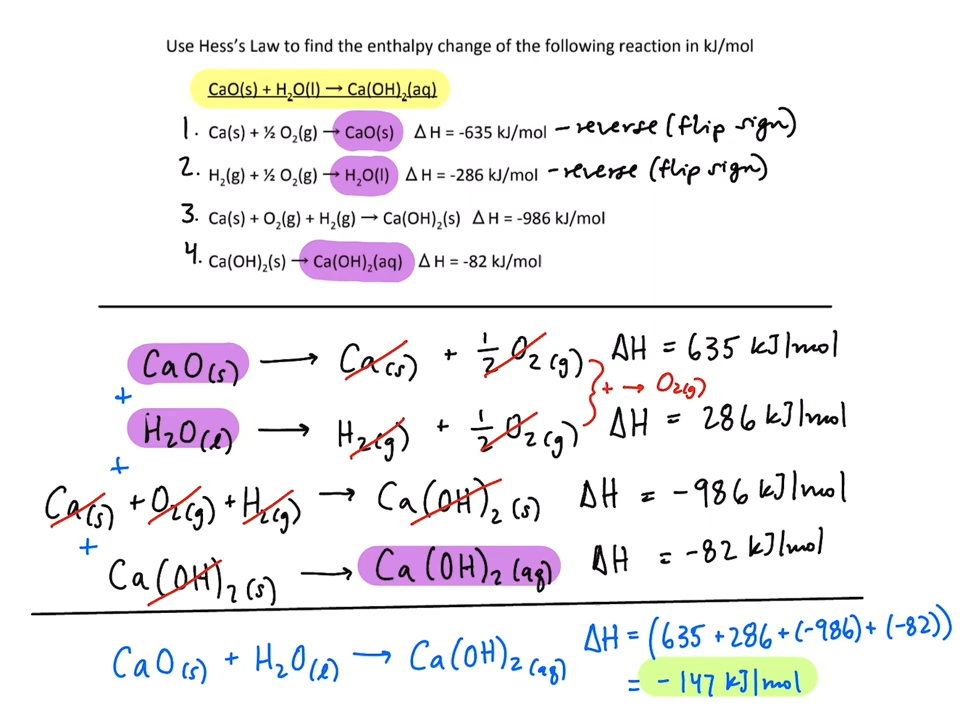 Use Hess's Law to find the enthalpy change of the following reaction in kJ/mol
CaO(s) + H₂O(l) → Ca(OH)₂(aq)
1. Ca(s) + ½ O₂(g) → CaO(s) ΔH = -635 kJ/mol - reverse (flip sign)
2. H₂(g) + ½ O₂(g) → H₂O(l) ΔH = -286 kJ/mol - reverse (flip sign)
3. Ca(s) + O₂(g) + H₂(g) → Ca(OH)₂(s) ΔH = -986 kJ/mol
4. Ca(OH)₂(s) → Ca(OH)₂(aq) ΔH = -82 kJ/mol
CaO(s) → Ca(s) + ½ O₂(g) ΔH = 635 kJ/mol
+ } + → O₂(g)
H₂O(l) → H₂(g) + ½ O₂(g) ΔH = 286 kJ/mol
+
Ca(s) + O₂(g) + H₂(g) → Ca(OH)₂(s) ΔH = -986 kJ/mol
+
Ca(OH)₂(s) → Ca(OH)₂(aq) ΔH = -82 kJ/mol
CaO(s) + H₂O(l) → Ca(OH)₂(aq) ΔH = (635 + 286 + (-986) + (-82))
= -147 kJ/mol